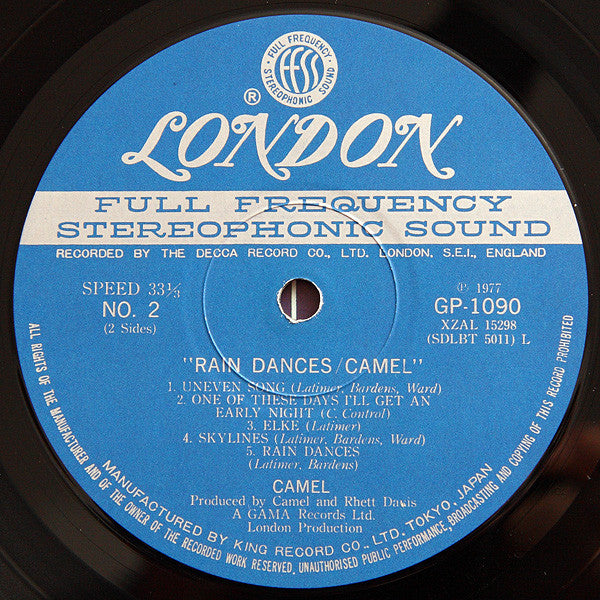 FULL FREQUENCY
STEREOPHONIC SOUND
FFSS
®
LONDON
FULL FREQUENCY
STEREOPHONIC SOUND
RECORDED BY THE DECCA RECORD CO., LTD. LONDON, S.E.I., ENGLAND
SPEED 33⅓
NO. 2
(2 Sides)
℗ 1977
GP-1090
XZAL 15298
(SDLBT 5011) L
"RAIN DANCES/CAMEL"
1. UNEVEN SONG (Latimer, Bardens, Ward)
2. ONE OF THESE DAYS I'LL GET AN
EARLY NIGHT (C. Control)
3. ELKE (Latimer)
4. SKYLINES (Latimer, Bardens, Ward)
5. RAIN DANCES
(Latimer, Bardens)
CAMEL
Produced by Camel and Rhett Davis
A GAMA Records Ltd.
London Production
MANUFACTURED BY KING RECORD CO., LTD. TOKYO, JAPAN
ALL RIGHTS OF THE MANUFACTURER AND OF THE OWNER OF THE RECORDED WORK RESERVED, UNAUTHORISED PUBLIC PERFORMANCE, BROADCASTING AND COPYING OF THIS RECORD PROHIBITED